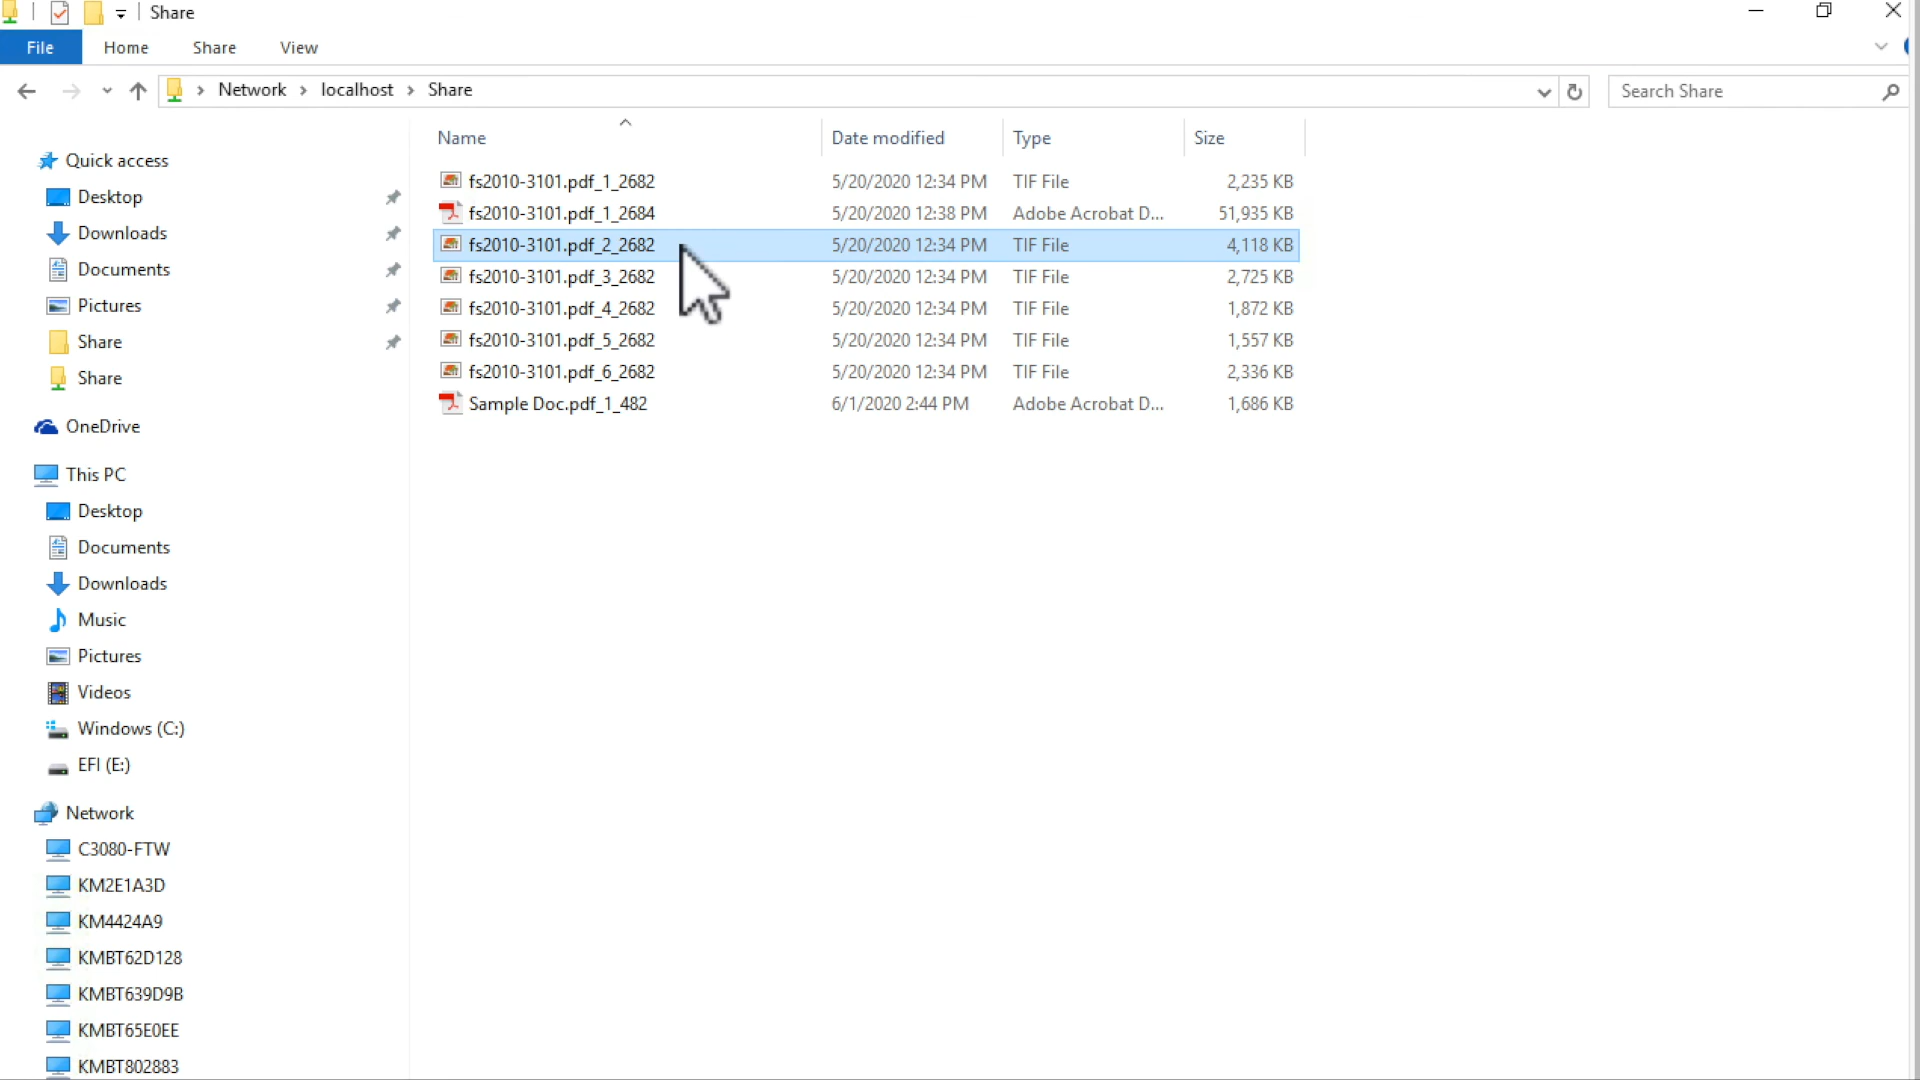 Share
File Home Share View
Network > localhost > Share
Search Share
Name Date modified Type Size
fs2010-3101.pdf_1_2682 5/20/2020 12:34 PM TIF File 2,235 KB
fs2010-3101.pdf_1_2684 5/20/2020 12:38 PM Adobe Acrobat D... 51,935 KB
fs2010-3101.pdf_2_2682 5/20/2020 12:34 PM TIF File 4,118 KB
fs2010-3101.pdf_3_2682 5/20/2020 12:34 PM TIF File 2,725 KB
fs2010-3101.pdf_4_2682 5/20/2020 12:34 PM TIF File 1,872 KB
fs2010-3101.pdf_5_2682 5/20/2020 12:34 PM TIF File 1,557 KB
fs2010-3101.pdf_6_2682 5/20/2020 12:34 PM TIF File 2,336 KB
Sample Doc.pdf_1_482 6/1/2020 2:44 PM Adobe Acrobat D... 1,686 KB
Quick access
Desktop
Downloads
Documents
Pictures
Share
Share
OneDrive
This PC
Desktop
Documents
Downloads
Music
Pictures
Videos
Windows (C:)
EFI (E:)
Network
C3080-FTW
KM2E1A3D
KM4424A9
KMBT62D128
KMBT639D9B
KMBT65E0EE
KMBT802883